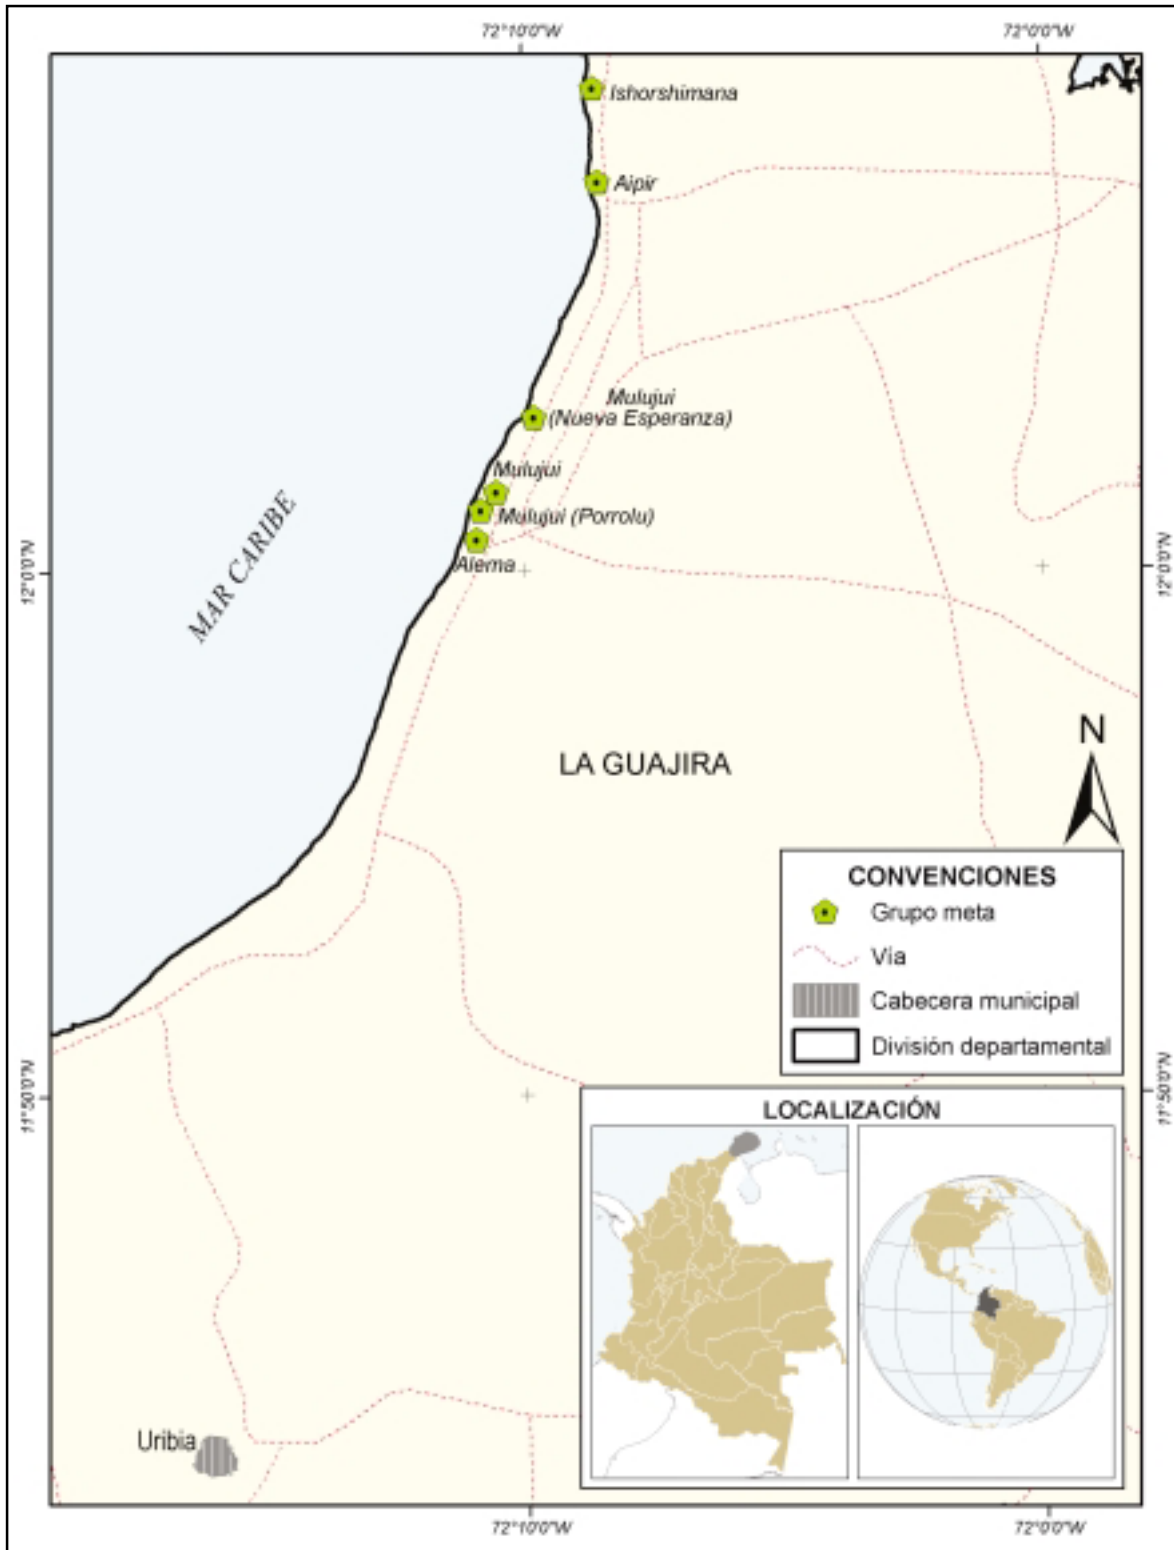 72°10'0"W
72°0'0"W
Ishorshimana
Aipir
Mulujui
(Nueva Esperanza)
Mulujui
Mulujui (Porrolu)
Alema
12°0'0"N
12°0'0"N
MAR CARIBE
LA GUAJIRA
N
CONVENCIONES
Grupo meta
Vía
Cabecera municipal
División departamental
11°50'0"N
11°50'0"N
LOCALIZACIÓN
Uribia
72°10'0"W
72°0'0"W